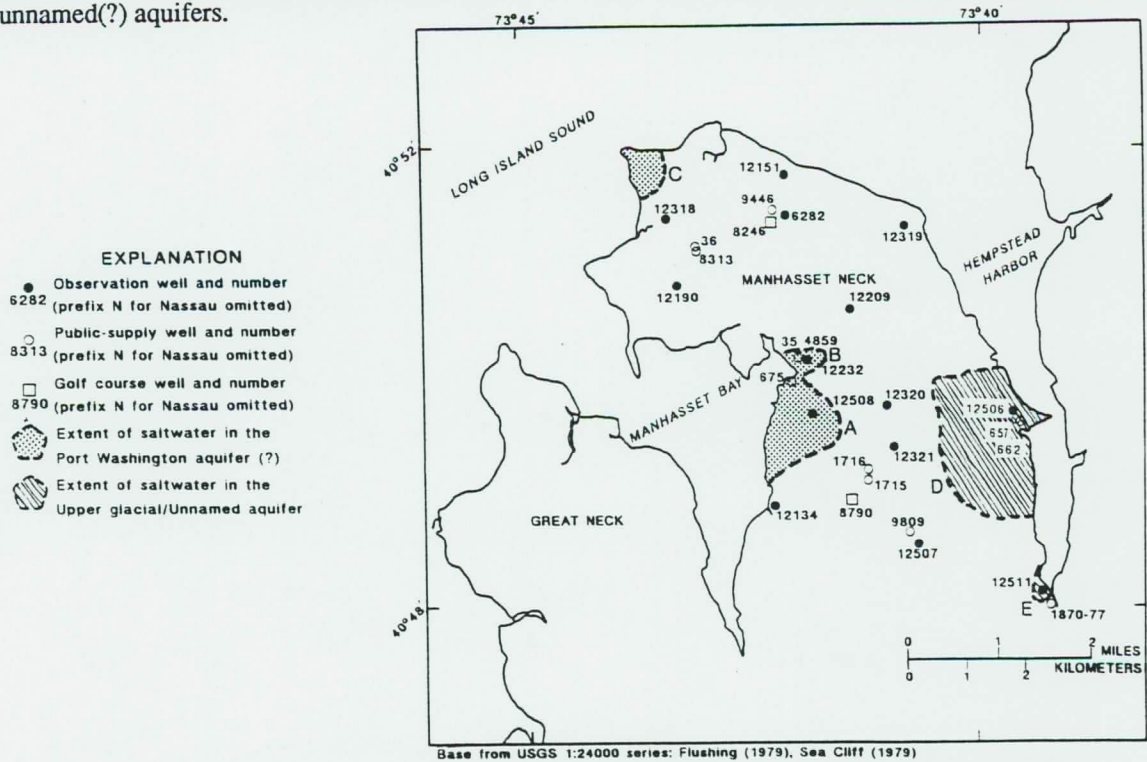 unnamed(?) aquifers.
EXPLANATION
Observation well and number
6282 (prefix N for Nassau omitted)
Public-supply well and number
8313 (prefix N for Nassau omitted)
Golf course well and number
8790 (prefix N for Nassau omitted)
Extent of saltwater in the
Port Washington aquifer (?)
Extent of saltwater in the
Upper glacial/Unnamed aquifer
73°45'
73°40'
40°52'
LONG ISLAND SOUND
C
12151
9446
6282
8246
12318
36
8313
12319
HEMPSTEAD
HARBOR
MANHASSET NECK
12190
12209
35 4859
B
12232
675
MANHASSET BAY
12508
A
12320
12506
657
662
12321
D
1716
1715
8790
12134
GREAT NECK
9809
12507
12511
E
1870-77
40°48'
0 1 2
MILES
KILOMETERS
0 1 2
Base from USGS 1:24000 series: Flushing (1979), Sea Cliff (1979)